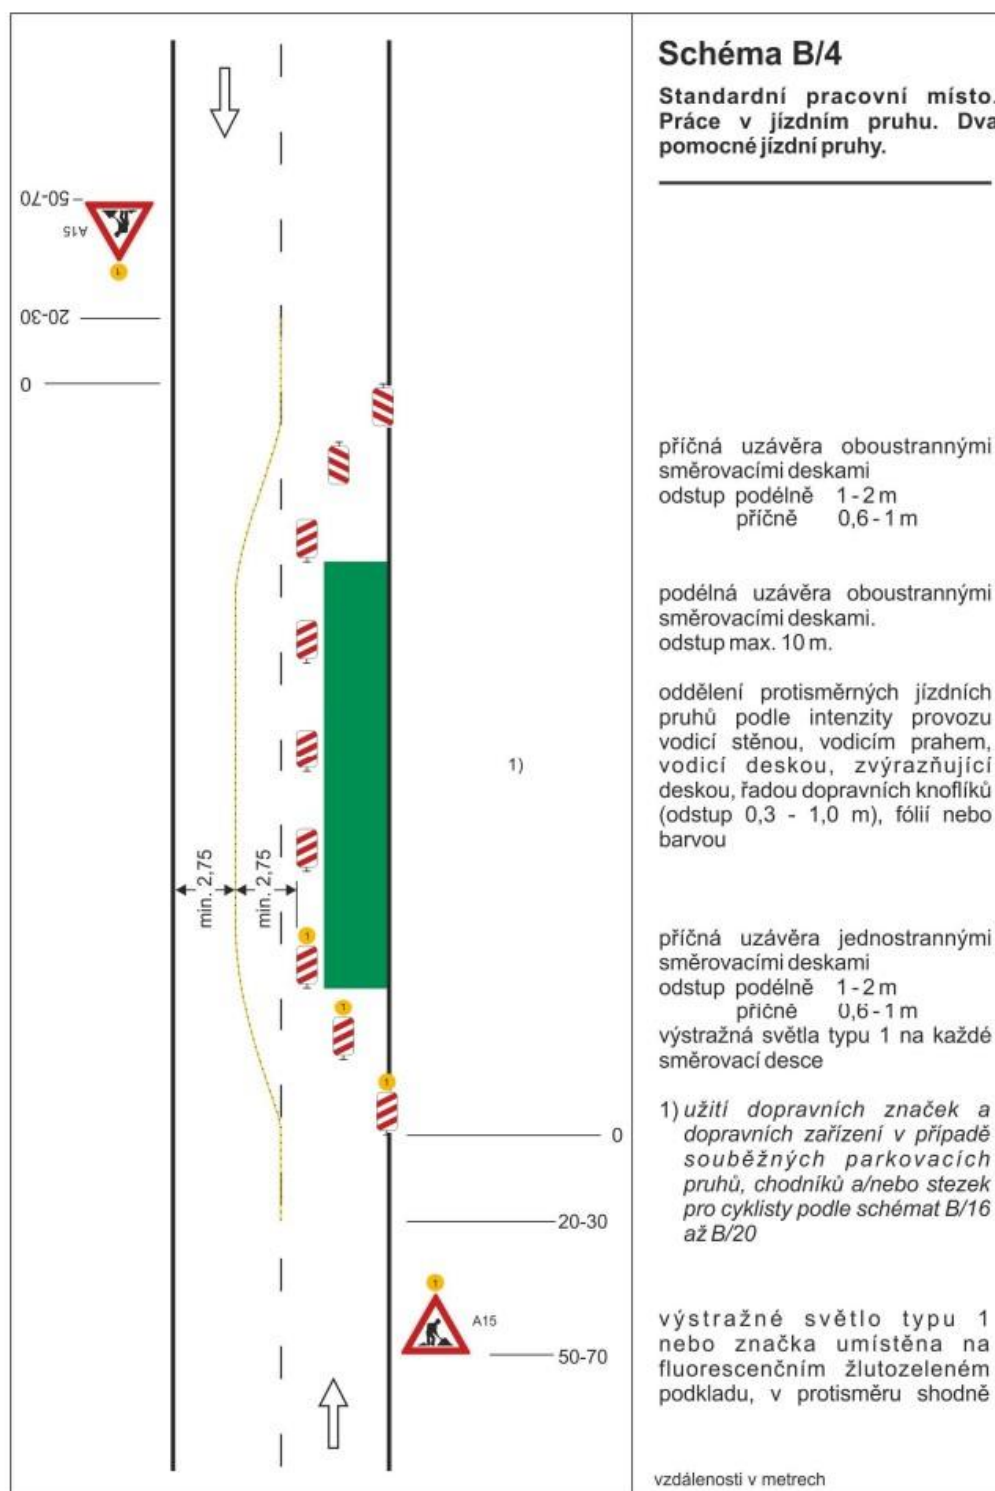 Schéma B/4
Standardní pracovní místo.
Práce v jízdním pruhu. Dva
pomocné jízdní pruhy.
50-70
A15
1
20-30
0
příčná uzávěra oboustrannými
směrovacími deskami
odstup podélně 1 - 2 m
příčně 0,6 - 1 m
podélná uzávěra oboustrannými
směrovacími deskami.
odstup max. 10 m.
oddělení protisměrných jízdních
pruhů podle intenzity provozu
vodicí stěnou, vodicím prahem,
vodicí deskou, zvýrazňující
deskou, řadou dopravních knoflíků
(odstup 0,3 - 1,0 m), fólií nebo
barvou
1)
min. 2,75
min. 2,75
1
1
1
příčná uzávěra jednostrannými
směrovacími deskami
odstup podélně 1 - 2 m
příčně 0,6 - 1 m
výstražná světla typu 1 na každé
směrovací desce
0
1) užití dopravních značek a
dopravních zařízení v případě
souběžných parkovacích
pruhů, chodníků a/nebo stezek
pro cyklisty podle schémat B/16
až B/20
20-30
1
A15
50-70
výstražné světlo typu 1
nebo značka umístěna na
fluorescenčním žlutozeleném
podkladu, v protisměru shodně
vzdálenosti v metrech